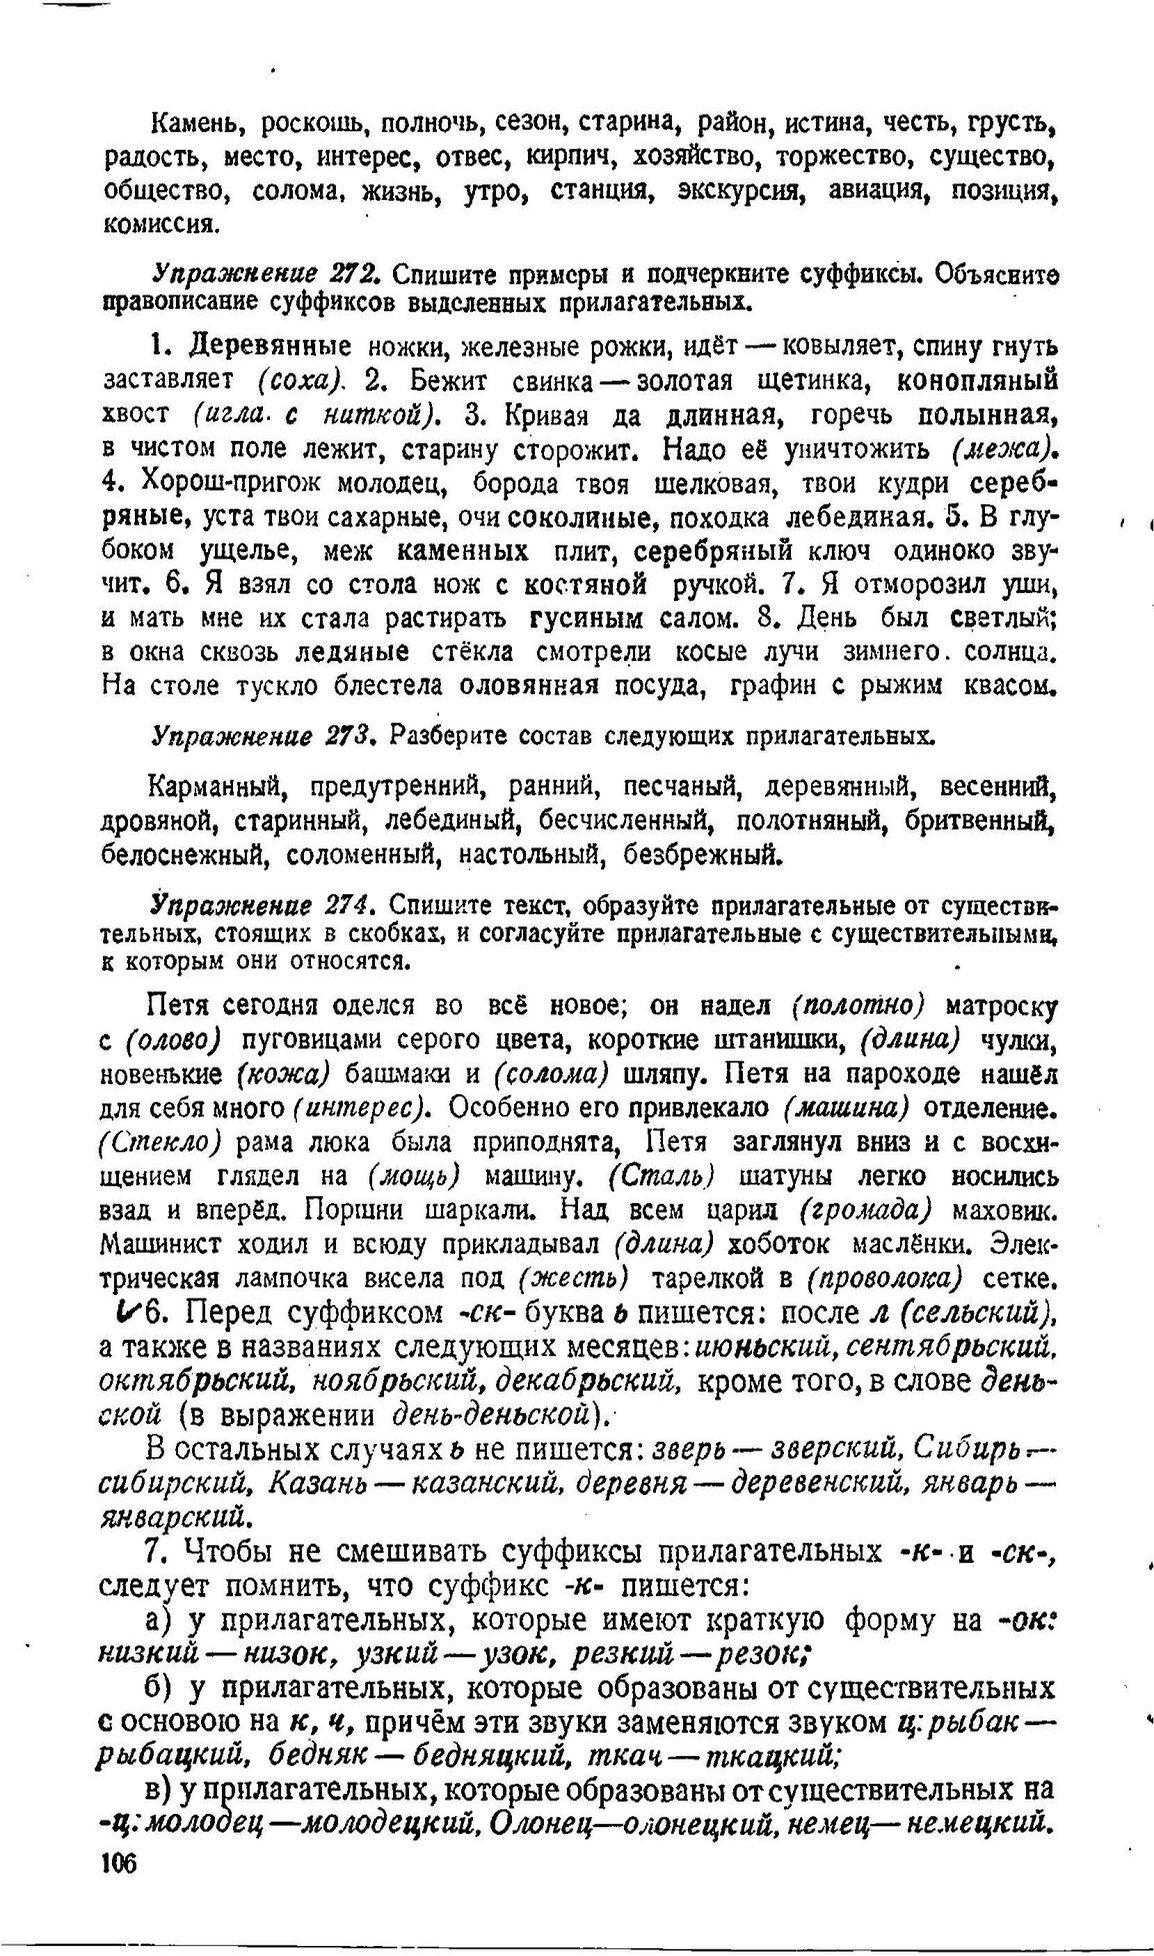 Камень, роскошь, полночь, сезон, старина, район, истина, честь, грусть,
радость, место, интерес, отвес, кирпич, хозяйство, торжество, существо,
общество, солома, жизнь, утро, станция, экскурсия, авиация, позиция,
комиссия.
Упражнение 272. Спишите примеры и подчеркните суффиксы. Объясните
правописание суффиксов выделенных прилагательных.
1. Деревянные ножки, железные рожки, идёт — ковыляет, спину гнуть
заставляет (соха). 2. Бежит свинка — золотая щетинка, конопляный
хвост (игла с ниткой). 3. Кривая да длинная, горечь полынная,
в чистом поле лежит, старину сторожит. Надо её уничтожить (межа).
4. Хорош-пригож молодец, борода твоя шелковая, твои кудри сереб-
ряные, уста твои сахарные, очи соколиные, походка лебединая. 5. В глу-
боком ущелье, меж каменных плит, серебряный ключ одиноко зву-
чит. 6. Я взял со стола нож с костяной ручкой. 7. Я отморозил уши,
и мать мне их стала растирать гусиным салом. 8. День был светлый;
в окна сквозь ледяные стёкла смотрели косые лучи зимнего солнца.
На столе тускло блестела оловянная посуда, графин с рыжим квасом.
Упражнение 273. Разберите состав следующих прилагательных.
Карманный, предутренний, ранний, песчаный, деревянный, весенний,
дровяной, старинный, лебединый, бесчисленный, полотняный, бритвенный,
белоснежный, соломенный, настольный, безбрежный.
Упражнение 274. Спишите текст, образуйте прилагательные от существи-
тельных, стоящих в скобках, и согласуйте прилагательные с существительными,
к которым они относятся.
Петя сегодня оделся во всё новое; он надел (полотно) матроску
с (олово) пуговицами серого цвета, короткие штанишки, (длина) чулки,
новенькие (кожа) башмаки и (солома) шляпу. Петя на пароходе нашёл
для себя много (интерес). Особенно его привлекало (машина) отделение.
(Стекло) рама люка была приподнята, Петя заглянул вниз и с восхи-
щением глядел на (мощь) машину. (Сталь) шатуны легко носились
взад и вперёд. Поршни шаркали. Над всем царил (громада) маховик.
Машинист ходил и всюду прикладывал (длина) хоботок маслёнки. Элек-
трическая лампочка висела под (жесть) тарелкой в (проволока) сетке.
6. Перед суффиксом -ск- буква ь пишется: после л (сельский),
а также в названиях следующих месяцев: июньский, сентябрьский,
октябрьский, ноябрьский, декабрьский, кроме того, в слове день-
ской (в выражении день-деньской).
В остальных случаях ь не пишется: зверь — зверский, Сибирь —
сибирский, Казань — казанский, деревня — деревенский, январь —
январский.
7. Чтобы не смешивать суффиксы прилагательных -к- и -ск-,
следует помнить, что суффикс -к- пишется:
а) у прилагательных, которые имеют краткую форму на -ок:
низкий — низок, узкий — узок, резкий — резок;
б) у прилагательных, которые образованы от существительных
с основою на к, ч, причём эти звуки заменяются звуком ц: рыбак —
рыбацкий, бедняк — бедняцкий, ткач — ткацкий;
в) у прилагательных, которые образованы от существительных на
-ц: молодец — молодецкий, Олонец — олонецкий, немец — немецкий.
106